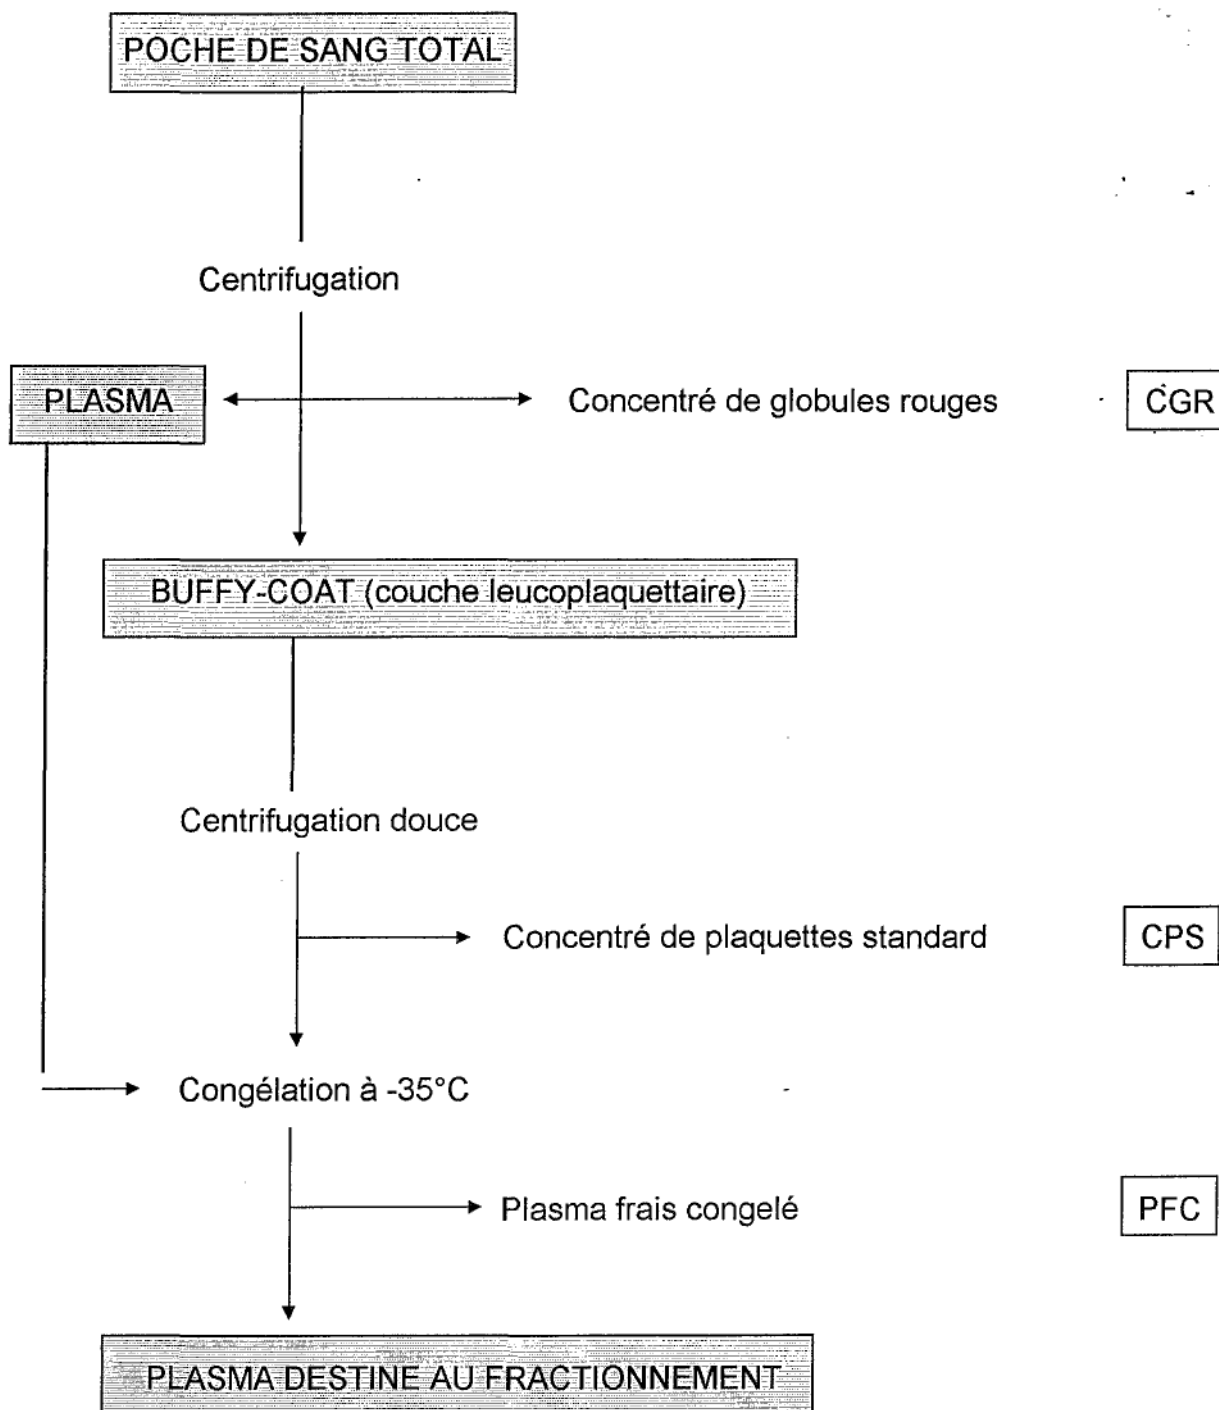 POCHE DE SANG TOTAL
Centrifugation
PLASMA
Concentré de globules rouges
CGR
BUFFY-COAT (couche leucoplaquettaire)
Centrifugation douce
Concentré de plaquettes standard
CPS
Congélation à -35°C
Plasma frais congelé
PFC
PLASMA DESTINE AU FRACTIONNEMENT